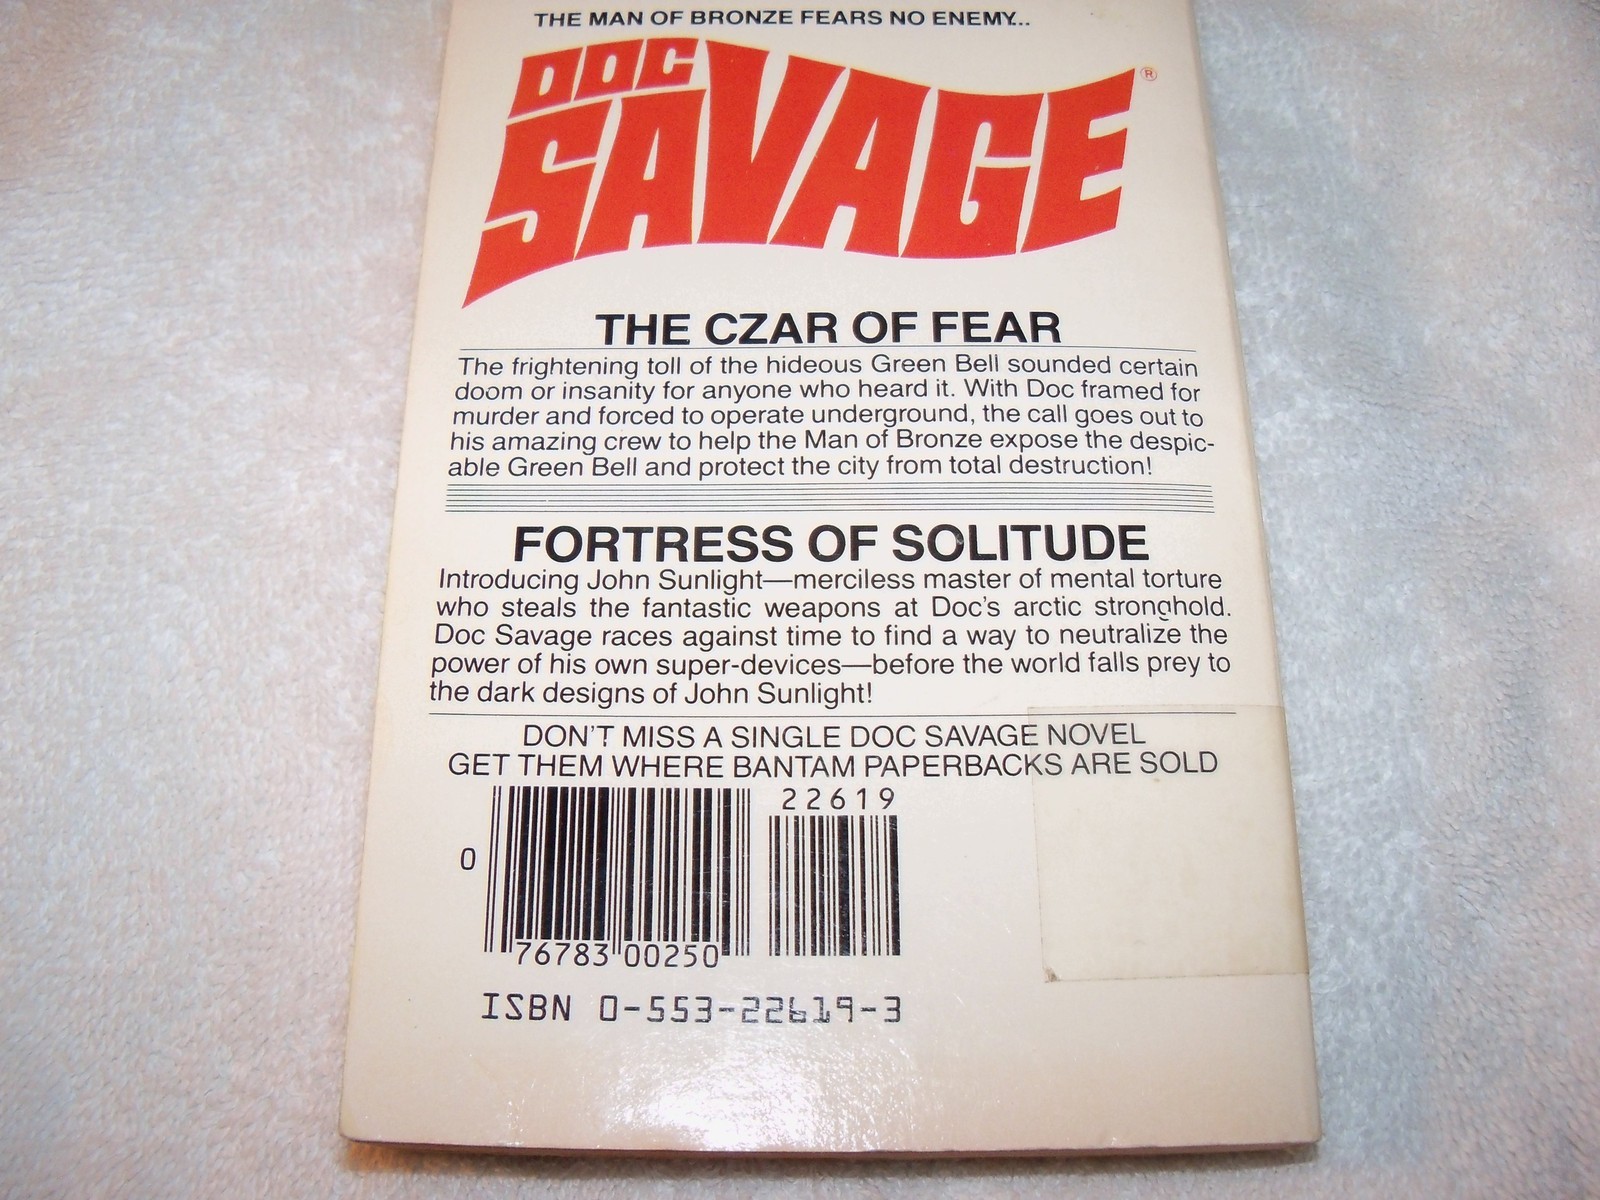 THE MAN OF BRONZE FEARS NO ENEMY...
DOC
SAVAGE®
THE CZAR OF FEAR
The frightening toll of the hideous Green Bell sounded certain
doom or insanity for anyone who heard it. With Doc framed for
murder and forced to operate underground, the call goes out to
his amazing crew to help the Man of Bronze expose the despic-
able Green Bell and protect the city from total destruction!
FORTRESS OF SOLITUDE
Introducing John Sunlight—merciless master of mental torture
who steals the fantastic weapons at Doc's arctic stronghold.
Doc Savage races against time to find a way to neutralize the
power of his own super-devices—before the world falls prey to
the dark designs of John Sunlight!
DON'T MISS A SINGLE DOC SAVAGE NOVEL
GET THEM WHERE BANTAM PAPERBACKS ARE SOLD
22619
0
76783 00250
ISBN 0-553-22619-3